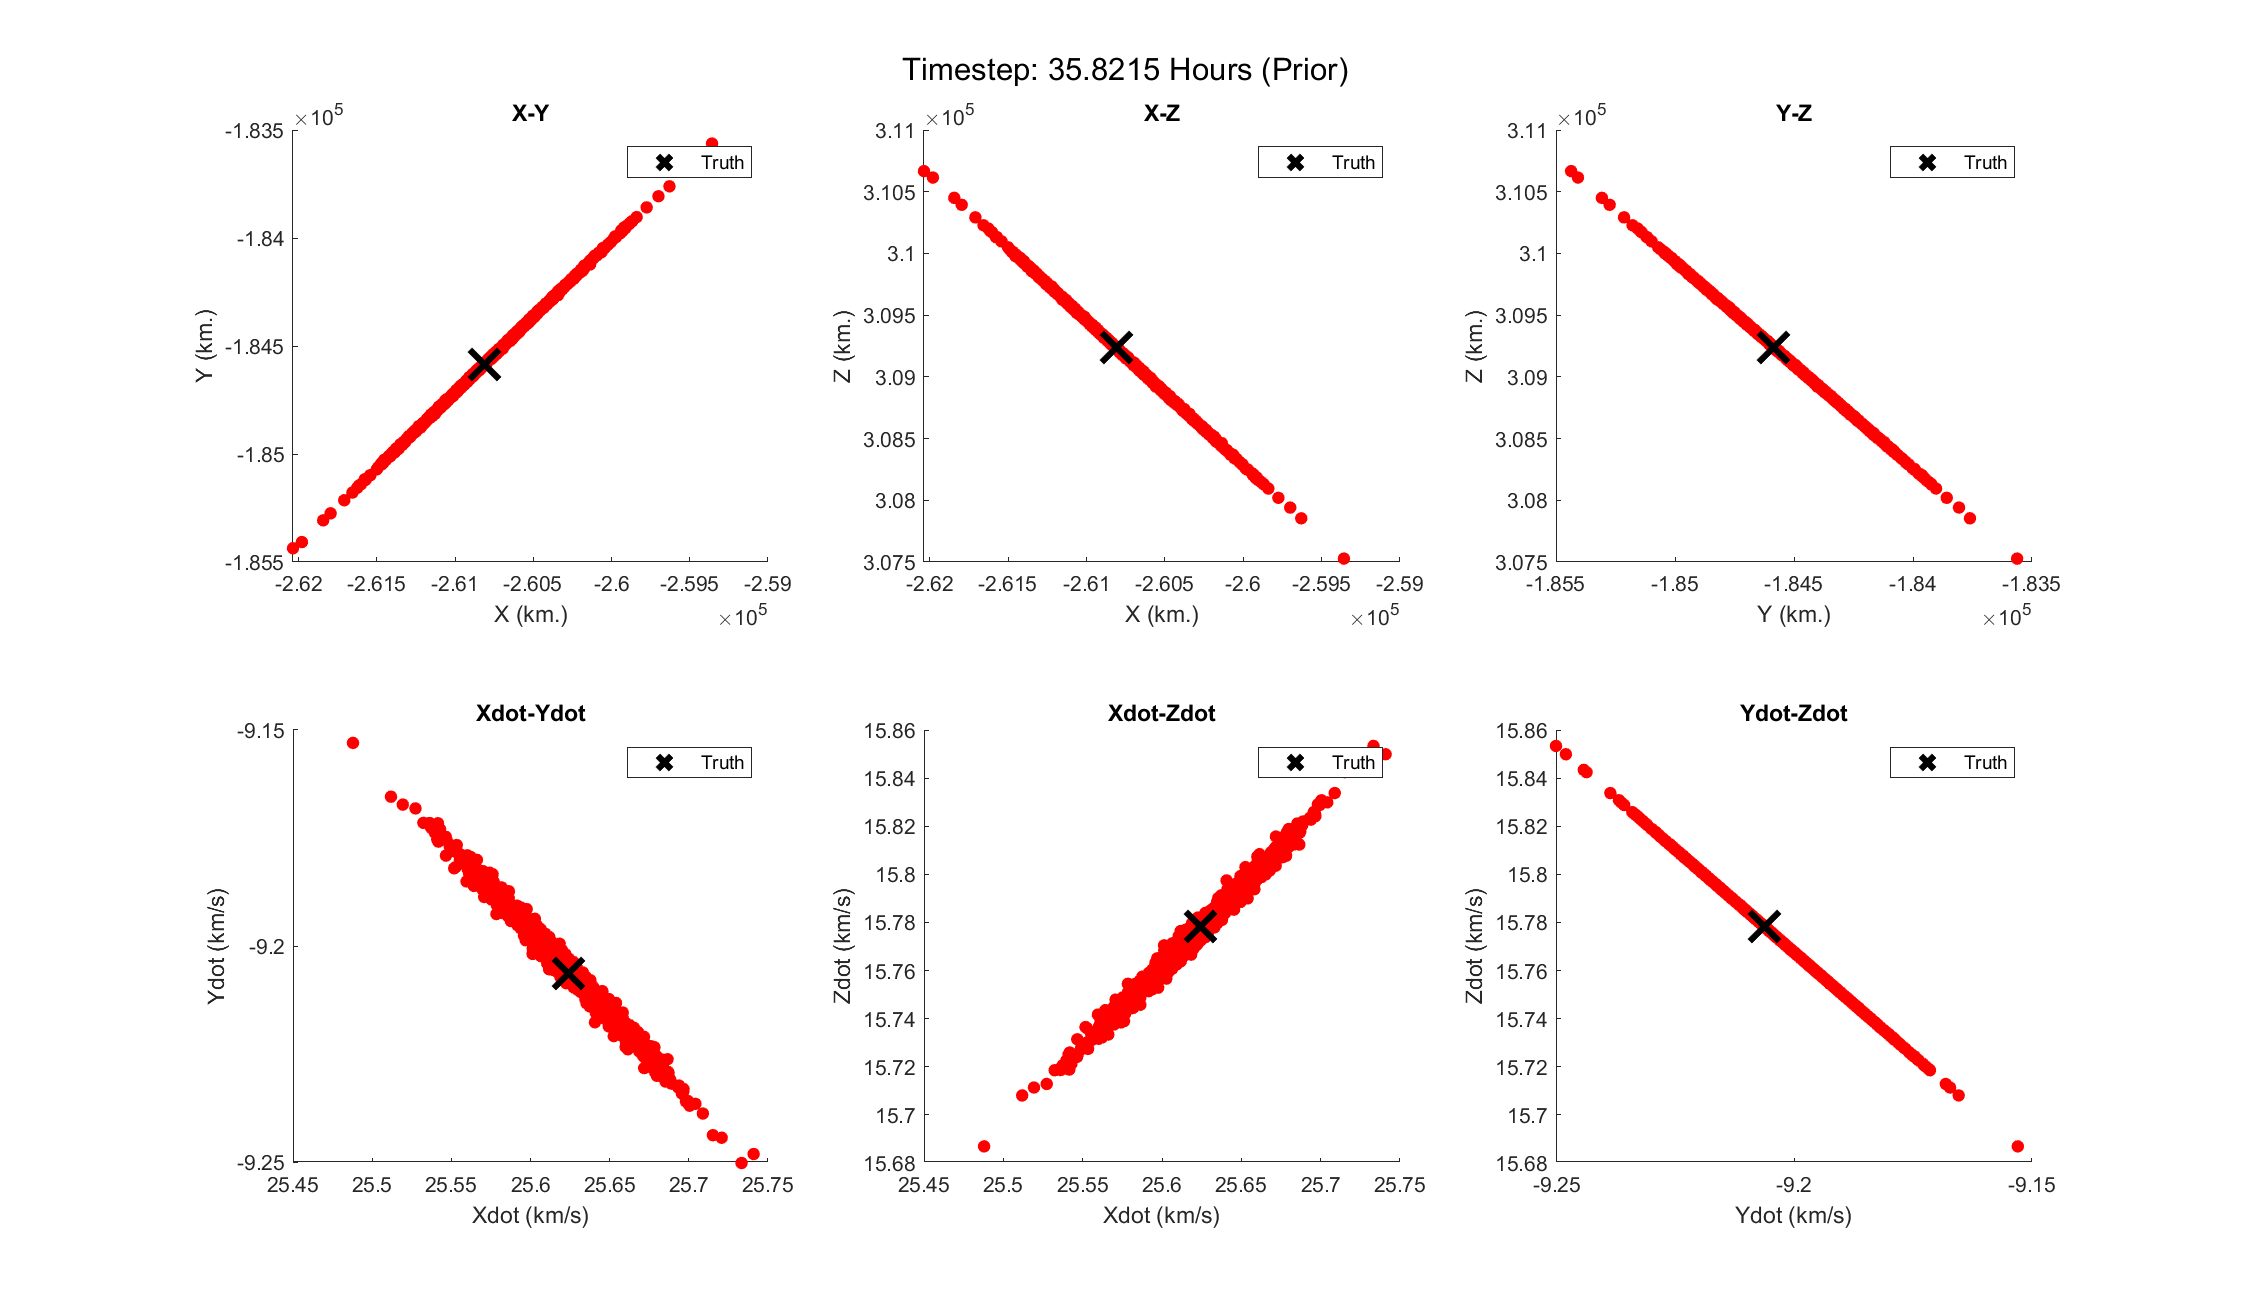 Timestep: 35.8215 Hours (Prior)
X-Y
×10^5
-1.835
-1.84
-1.845
-1.85
-1.855
Y (km.)
Truth
-2.62 -2.615 -2.61 -2.605 -2.6 -2.595 -2.59
X (km.)
×10^5
X-Z
×10^5
3.11
3.105
3.1
3.095
3.09
3.085
3.08
3.075
Z (km.)
Truth
-2.62 -2.615 -2.61 -2.605 -2.6 -2.595 -2.59
X (km.)
×10^5
Y-Z
×10^5
3.11
3.105
3.1
3.095
3.09
3.085
3.08
3.075
Z (km.)
Truth
-1.855 -1.85 -1.845 -1.84 -1.835
Y (km.)
×10^5
Xdot-Ydot
-9.15
-9.2
-9.25
Ydot (km/s)
Truth
25.45 25.5 25.55 25.6 25.65 25.7 25.75
Xdot (km/s)
Xdot-Zdot
15.86
15.84
15.82
15.8
15.78
15.76
15.74
15.72
15.7
15.68
Zdot (km/s)
Truth
25.45 25.5 25.55 25.6 25.65 25.7 25.75
Xdot (km/s)
Ydot-Zdot
15.86
15.84
15.82
15.8
15.78
15.76
15.74
15.72
15.7
15.68
Zdot (km/s)
Truth
-9.25 -9.2 -9.15
Ydot (km/s)